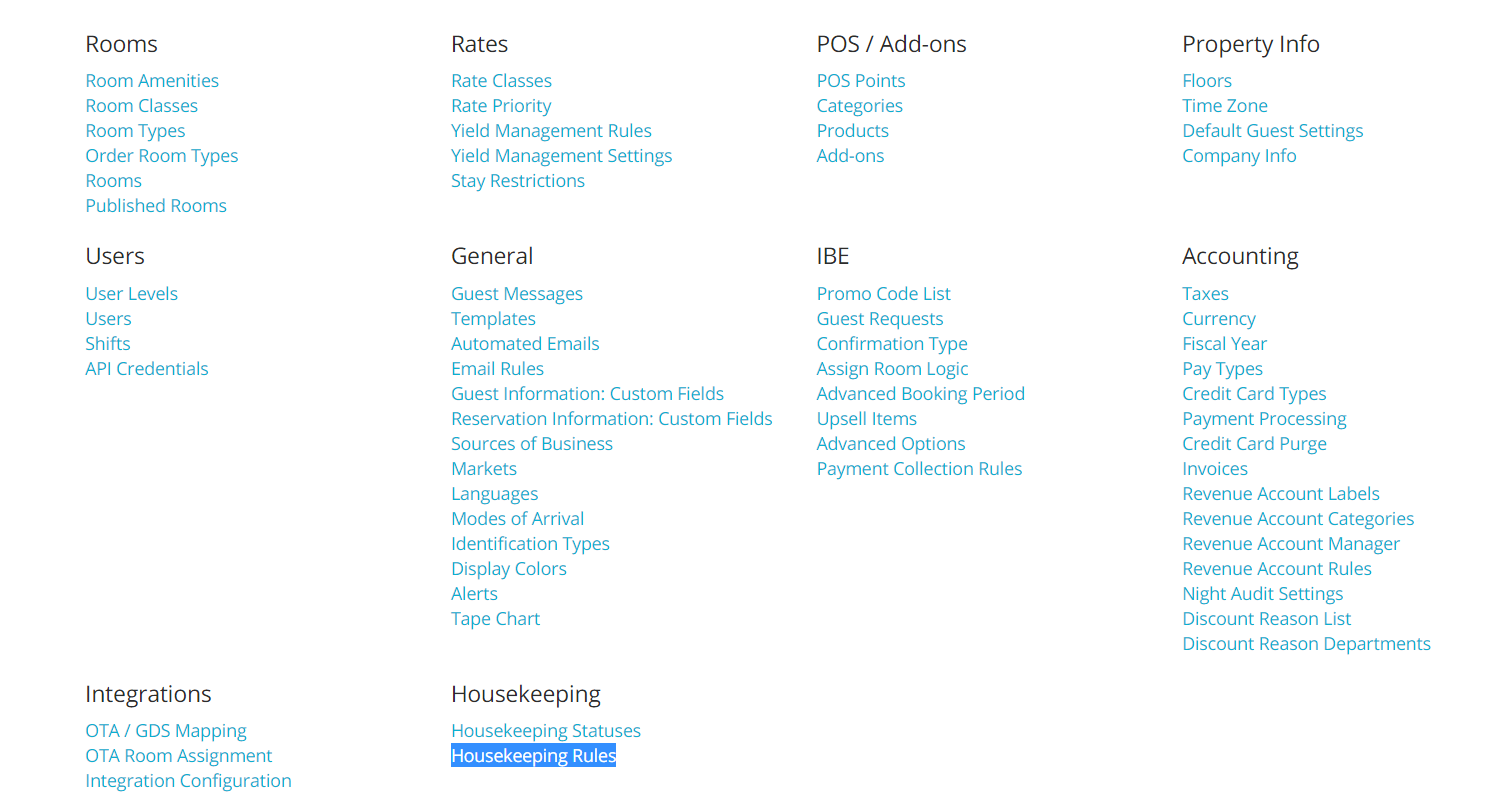 Rooms
Room Amenities
Room Classes
Room Types
Order Room Types
Rooms
Published Rooms
Rates
Rate Classes
Rate Priority
Yield Management Rules
Yield Management Settings
Stay Restrictions
POS / Add-ons
POS Points
Categories
Products
Add-ons
Property Info
Floors
Time Zone
Default Guest Settings
Company Info
Users
User Levels
Users
Shifts
API Credentials
General
Guest Messages
Templates
Automated Emails
Email Rules
Guest Information: Custom Fields
Reservation Information: Custom Fields
Sources of Business
Markets
Languages
Modes of Arrival
Identification Types
Display Colors
Alerts
Tape Chart
IBE
Promo Code List
Guest Requests
Confirmation Type
Assign Room Logic
Advanced Booking Period
Upsell Items
Advanced Options
Payment Collection Rules
Accounting
Taxes
Currency
Fiscal Year
Pay Types
Credit Card Types
Payment Processing
Credit Card Purge
Invoices
Revenue Account Labels
Revenue Account Categories
Revenue Account Manager
Revenue Account Rules
Night Audit Settings
Discount Reason List
Discount Reason Departments
Integrations
OTA / GDS Mapping
OTA Room Assignment
Integration Configuration
Housekeeping
Housekeeping Statuses
Housekeeping Rules